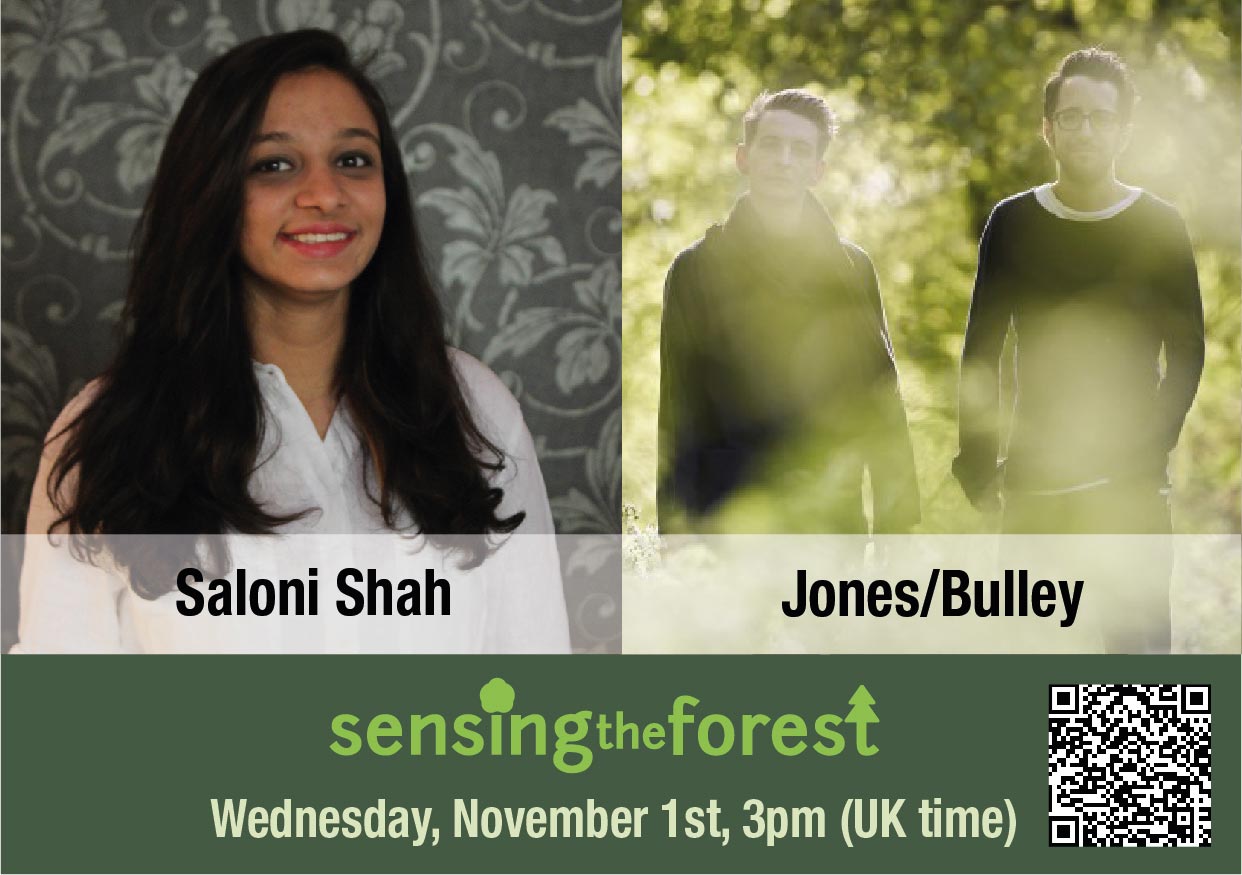 Saloni Shah
Jones/Bulley
sensingtheforest
Wednesday, November 1st, 3pm (UK time)